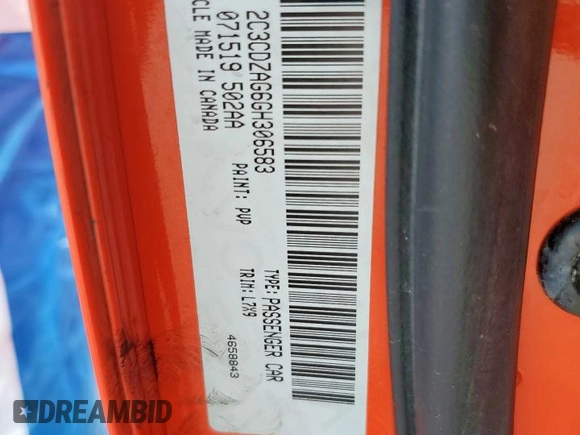 2C3CDZAG6GH306583
071519 502AA
CLE MADE IN CANADA
PAINT: PVP
TYPE: PASSENGER CAR
TRIM: L7X9
4658843
DREAMBID